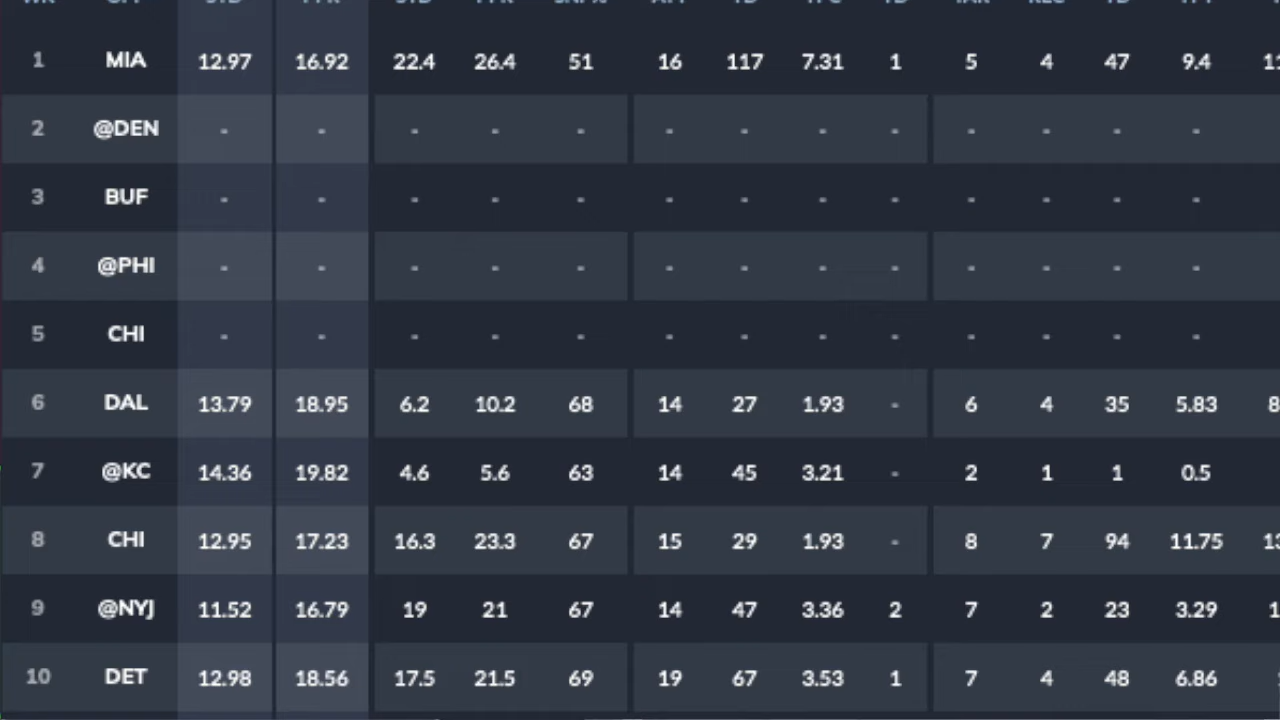 1 MIA 12.97 16.92 22.4 26.4 51 16 117 7.31 1 5 4 47 9.4
2 @DEN - - - - - - - - - - - - -
3 BUF - - - - - - - - - - - - -
4 @PHI - - - - - - - - - - - - -
5 CHI - - - - - - - - - - - - -
6 DAL 13.79 18.95 6.2 10.2 68 14 27 1.93 - 6 4 35 5.83
7 @KC 14.36 19.82 4.6 5.6 63 14 45 3.21 - 2 1 1 0.5
8 CHI 12.95 17.23 16.3 23.3 67 15 29 1.93 - 8 7 94 11.75
9 @NYJ 11.52 16.79 19 21 67 14 47 3.36 2 7 2 23 3.29
10 DET 12.98 18.56 17.5 21.5 69 19 67 3.53 1 7 4 48 6.86